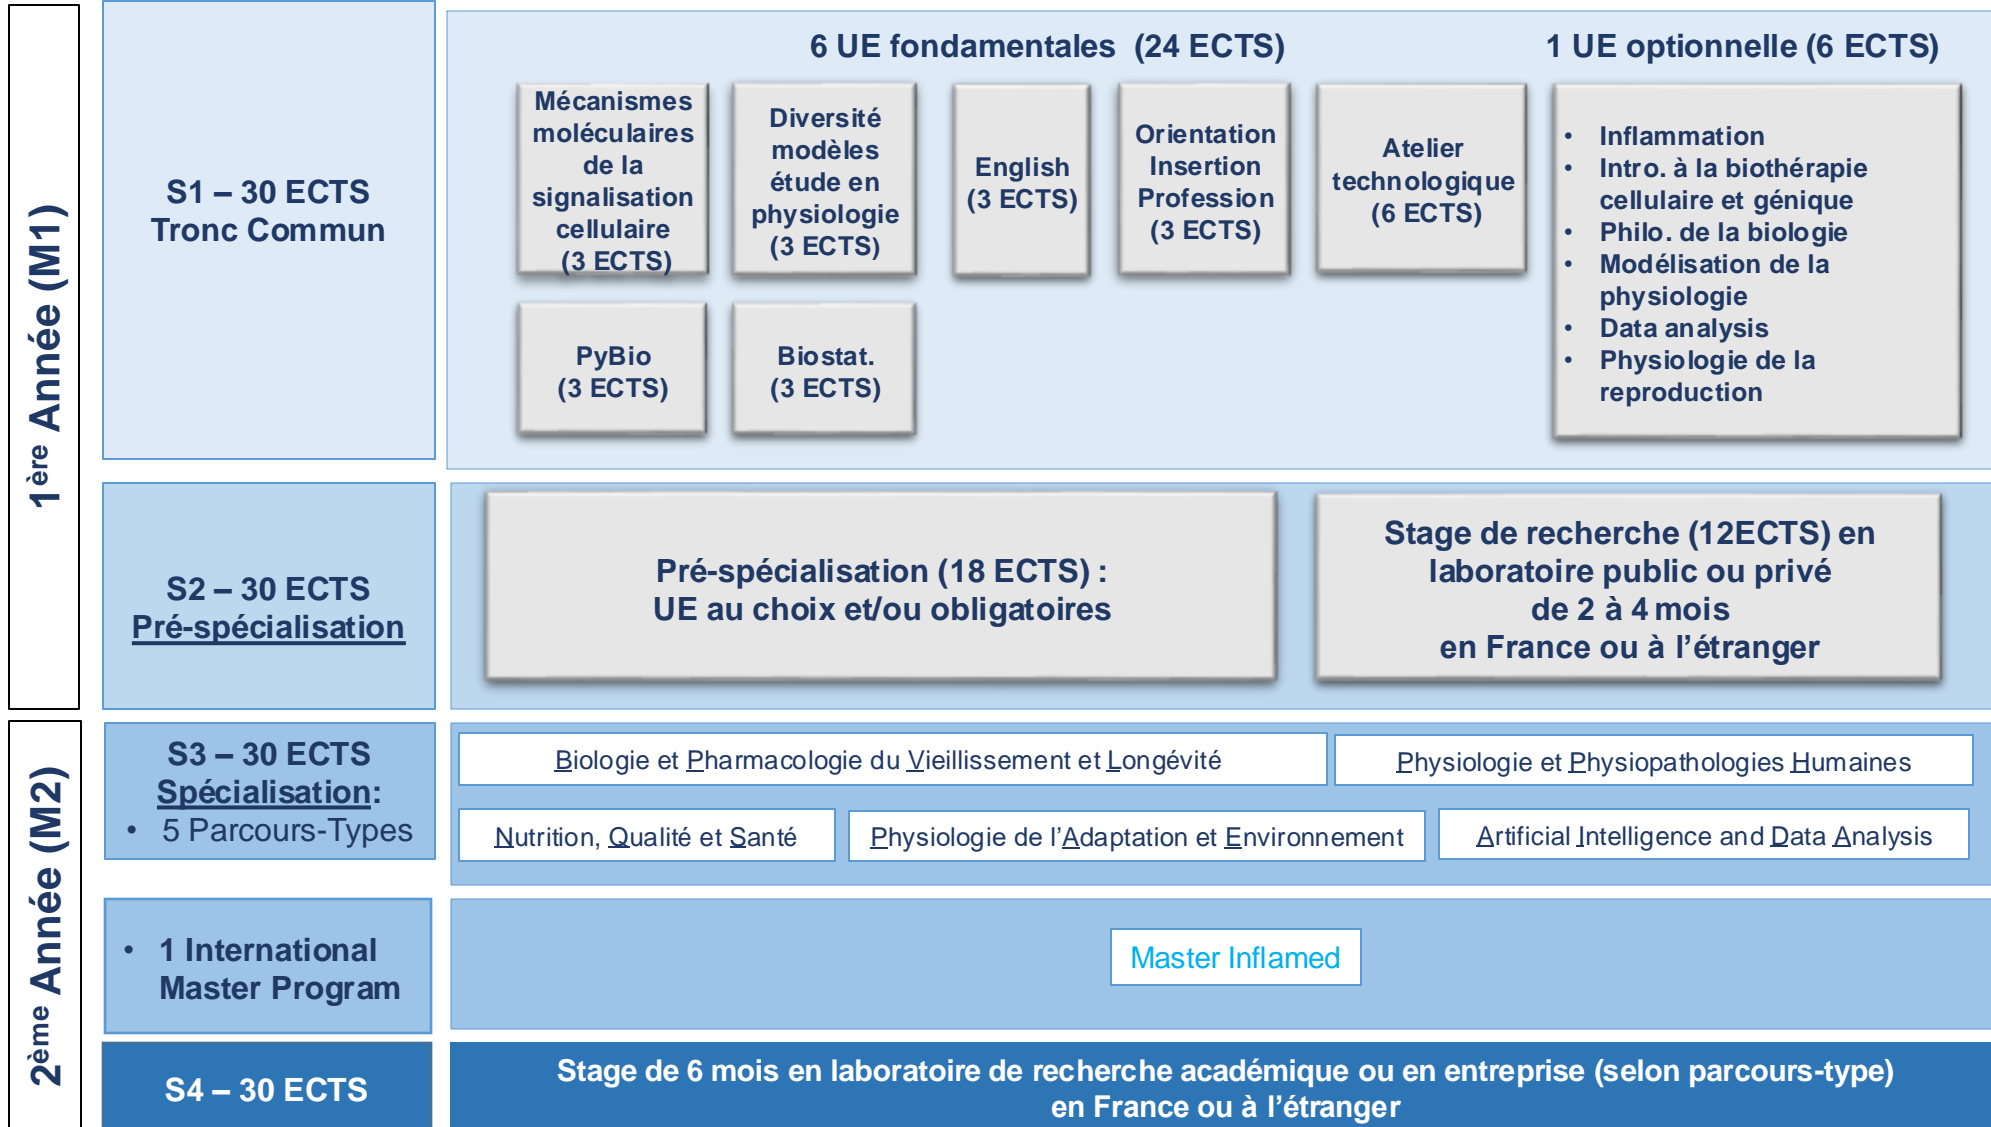 1ère Année (M1)
S1 – 30 ECTS
Tronc Commun
6 UE fondamentales (24 ECTS)
1 UE optionnelle (6 ECTS)
Mécanismes
moléculaires
de la
signalisation
cellulaire
(3 ECTS)
Diversité
modèles
étude en
physiologie
(3 ECTS)
English
(3 ECTS)
Orientation
Insertion
Profession
(3 ECTS)
Atelier
technologique
(6 ECTS)
• Inflammation
• Intro. à la biothérapie
cellulaire et génique
• Philo. de la biologie
• Modélisation de la
physiologie
• Data analysis
• Physiologie de la
reproduction
PyBio
(3 ECTS)
Biostat.
(3 ECTS)
S2 – 30 ECTS
Pré-spécialisation
Pré-spécialisation (18 ECTS) :
UE au choix et/ou obligatoires
Stage de recherche (12ECTS) en
laboratoire public ou privé
de 2 à 4 mois
en France ou à l’étranger
2ème Année (M2)
S3 – 30 ECTS
Spécialisation:
• 5 Parcours-Types
Biologie et Pharmacologie du Vieillissement et Longévité
Physiologie et Physiopathologies Humaines
Nutrition, Qualité et Santé
Physiologie de l’Adaptation et Environnement
Artificial Intelligence and Data Analysis
• 1 International
Master Program
Master Inflamed
S4 – 30 ECTS
Stage de 6 mois en laboratoire de recherche académique ou en entreprise (selon parcours-type)
en France ou à l’étranger